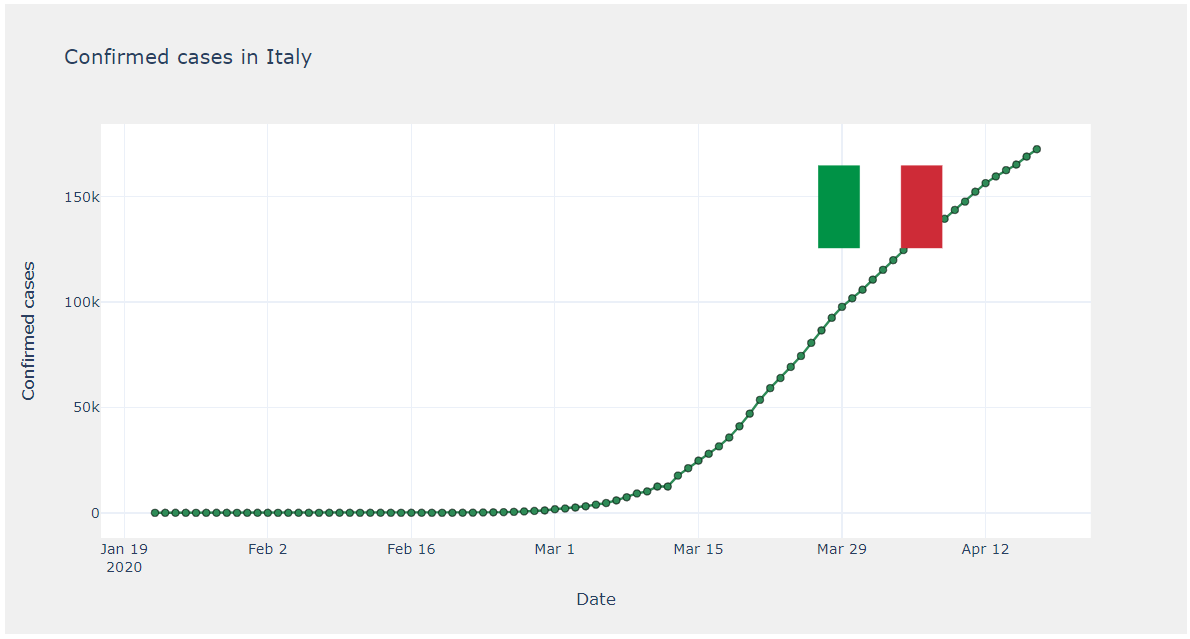 Confirmed cases in Italy
Confirmed cases
150k
100k
50k
0
Jan 19 Feb 2 Feb 16 Mar 1 Mar 15 Mar 29 Apr 12
2020
Date